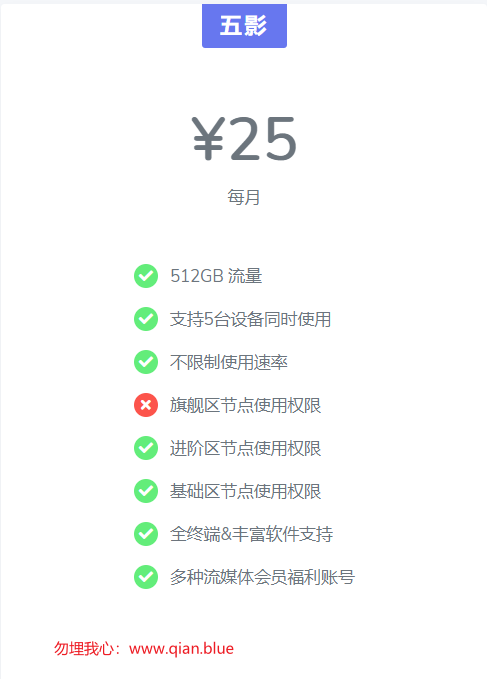 五影
¥25
每月
512GB 流量
支持5台设备同时使用
不限制使用速率
旗舰区节点使用权限
进阶区节点使用权限
基础区节点使用权限
全终端&丰富软件支持
多种流媒体会员福利账号
勿埋我心：www.qian.blue